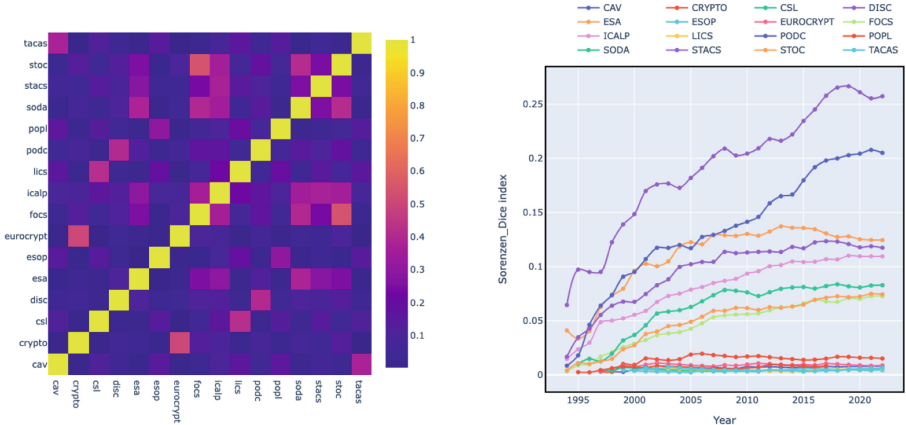 tacas
stoc
stacs
soda
popl
podc
lics
icalp
focs
eurocrypt
esop
esa
disc
csl
crypto
cav
cav
crypto
csl
disc
esa
esop
eurocrypt
focs
icalp
lics
podc
popl
soda
stacs
stoc
tacas
1
0.9
0.8
0.7
0.6
0.5
0.4
0.3
0.2
0.1
CAV CRYPTO CSL DISC
ESA ESOP EUROCRYPT FOCS
ICALP LICS PODC POPL
SODA STACS STOC TACAS
Sorenzen_Dice index
0.25
0.2
0.15
0.1
0.05
0
1995 2000 2005 2010 2015 2020
Year